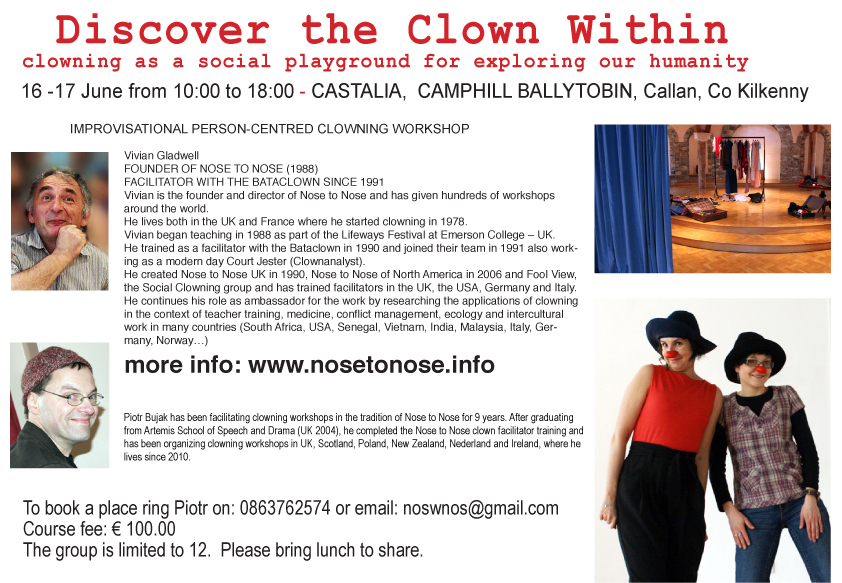 Discover the Clown Within
clowning as a social playground for exploring our humanity
16 -17 June from 10:00 to 18:00 - CASTALIA,  CAMPHILL BALLYTOBIN, Callan, Co Kilkenny
IMPROVISATIONAL PERSON-CENTRED CLOWNING WORKSHOP
Vivian Gladwell
FOUNDER OF NOSE TO NOSE (1988)
FACILITATOR WITH THE BATACLOWN SINCE 1991
Vivian is the founder and director of Nose to Nose and has given hundreds of workshops
around the world.
He lives both in the UK and France where he started clowning in 1978.
Vivian began teaching in 1988 as part of the Lifeways Festival at Emerson College – UK.
He trained as a facilitator with the Bataclown in 1990 and joined their team in 1991 also work-
ing as a modern day Court Jester (Clownanalyst).
He created Nose to Nose UK in 1990, Nose to Nose of North America in 2006 and Fool View,
the Social Clowning group and has trained facilitators in the UK, the USA, Germany and Italy.
He continues his role as ambassador for the work by researching the applications of clowning
in the context of teacher training, medicine, conflict management, ecology and intercultural
work in many countries (South Africa, USA, Senegal, Vietnam, India, Malaysia, Italy, Ger-
many, Norway…)
more info: www.nosetonose.info
Piotr Bujak has been facilitating clowning workshops in the tradition of Nose to Nose for 9 years. After graduating
from Artemis School of Speech and Drama (UK 2004), he completed the Nose to Nose clown facilitator training and
has been organizing clowning workshops in UK, Scotland, Poland, New Zealand, Nederland and Ireland, where he
lives since 2010.
To book a place ring Piotr on: 0863762574 or email: noswnos@gmail.com
Course fee: € 100.00
The group is limited to 12.  Please bring lunch to share.